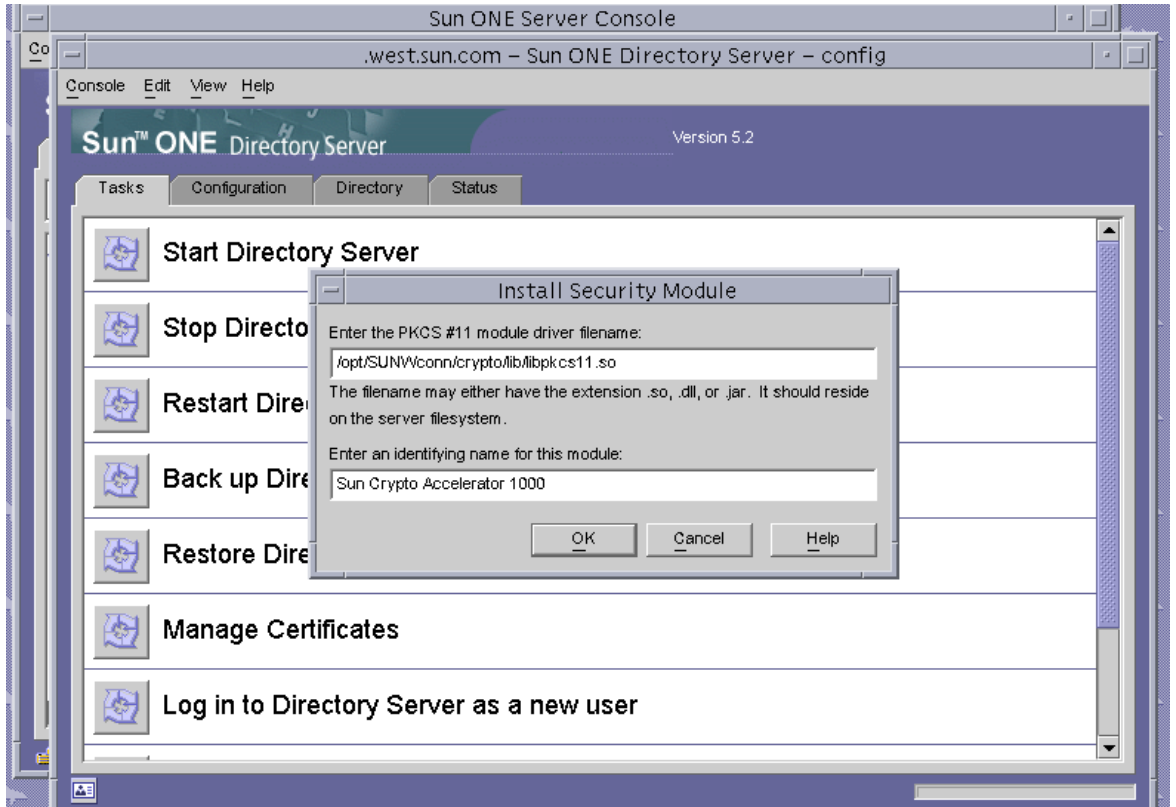 Sun ONE Server Console
Co
.west.sun.com – Sun ONE Directory Server – config
Console Edit View Help
Sun™ ONE Directory Server
Version 5.2
Tasks Configuration Directory Status
Start Directory Server
Install Security Module
Stop Directo
Enter the PKCS #11 module driver filename:
/opt/SUNWconn/crypto/lib/libpkcs11.so
The filename may either have the extension .so, .dll, or .jar. It should reside
Restart Dire
on the server filesystem.
Enter an identifying name for this module:
Back up Dire
Sun Crypto Accelerator 1000
OK Cancel Help
Restore Dire
Manage Certificates
Log in to Directory Server as a new user